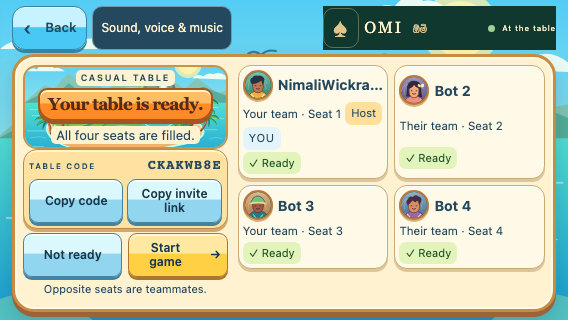 Back
Sound, voice & music
OMI ඔමි
At the table
CASUAL TABLE
Your table is ready.
All four seats are filled.
TABLE CODE
CKAKWB8E
Copy code
Copy invite
link
Not ready
Start
game
Opposite seats are teammates.
NimaliWickra...
Your team · Seat 1 Host
YOU
✓ Ready
Bot 2
Their team · Seat 2
✓ Ready
Bot 3
Your team · Seat 3
✓ Ready
Bot 4
Their team · Seat 4
✓ Ready